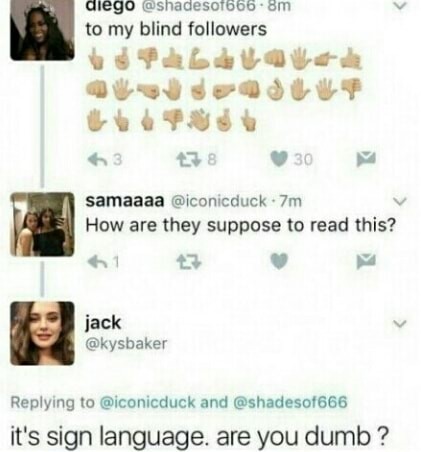 diego @shadesof666 · 8m
to my blind followers
3 8 30
samaaaa @iconicduck · 7m
How are they suppose to read this?
1
jack
@kysbaker
Replying to @iconicduck and @shadesof666
it's sign language. are you dumb ?